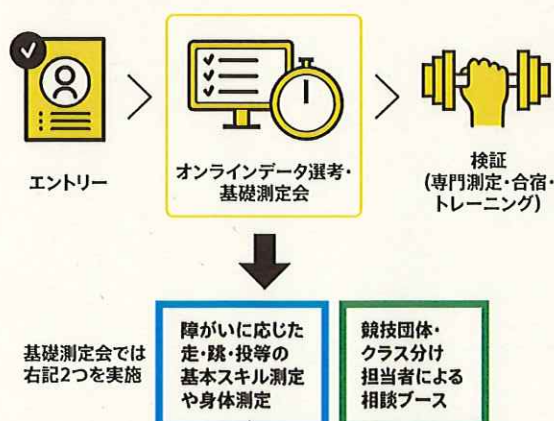 エントリー
オンラインデータ選考・
基礎測定会
検証
(専門測定・合宿・
トレーニング)
基礎測定会では
右記2つを実施
障がいに応じた
走・跳・投等の
基本スキル測定
や身体測定
競技団体・
クラス分け
担当者による
相談ブース